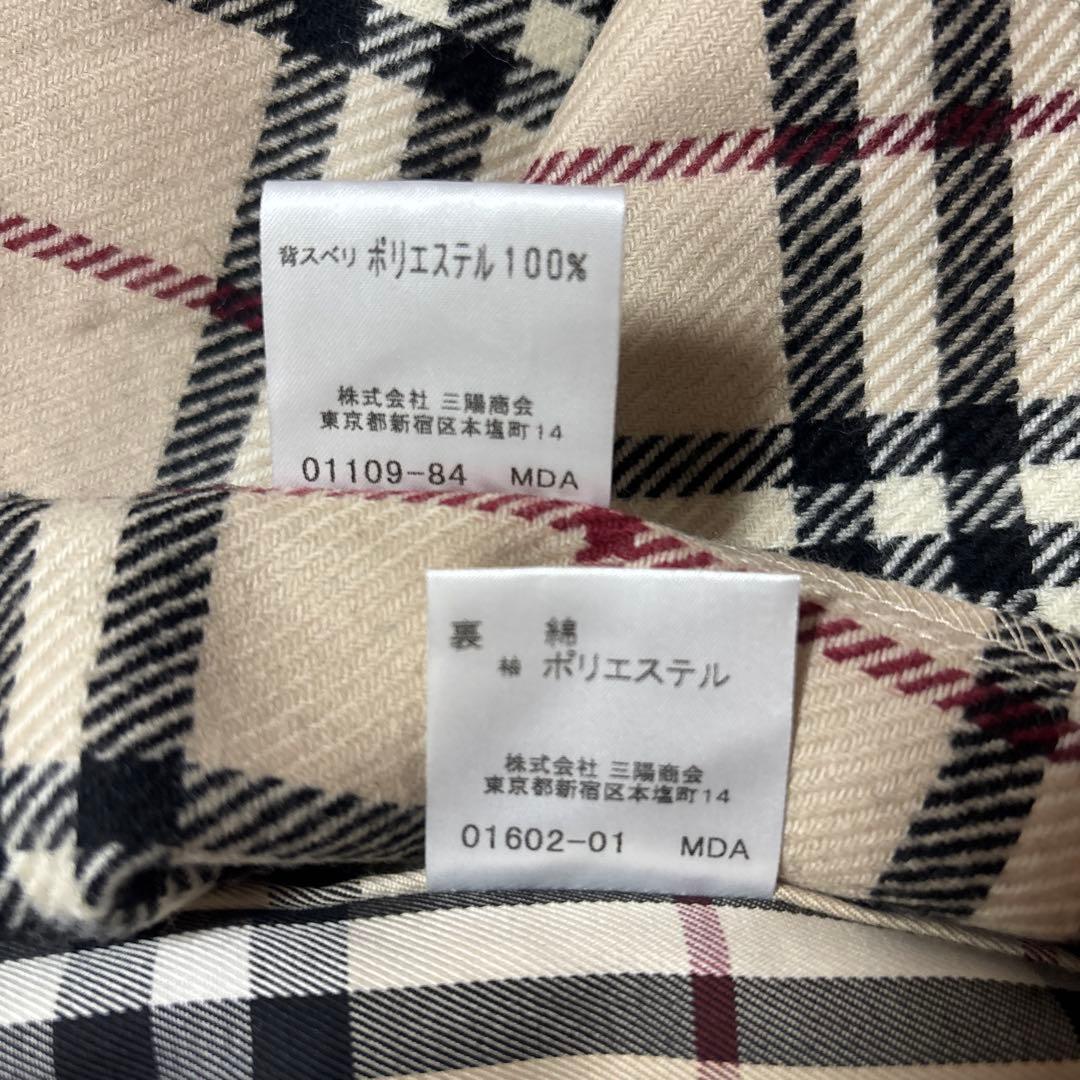 背スベリ ポリエステル 100%
株式会社 三陽商会
東京都新宿区本塩町14
01109-84 MDA
裏 綿
袖 ポリエステル
株式会社 三陽商会
東京都新宿区本塩町14
01602-01 MDA